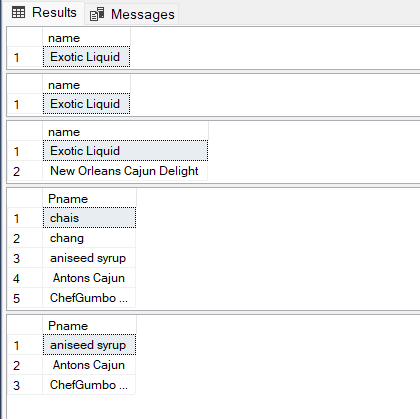 Results Messages
name
1 Exotic Liquid
name
1 Exotic Liquid
name
1 Exotic Liquid
2 New Orleans Cajun Delight
Pname
1 chais
2 chang
3 aniseed syrup
4 Antons Cajun
5 ChefGumbo ...
Pname
1 aniseed syrup
2 Antons Cajun
3 ChefGumbo ...